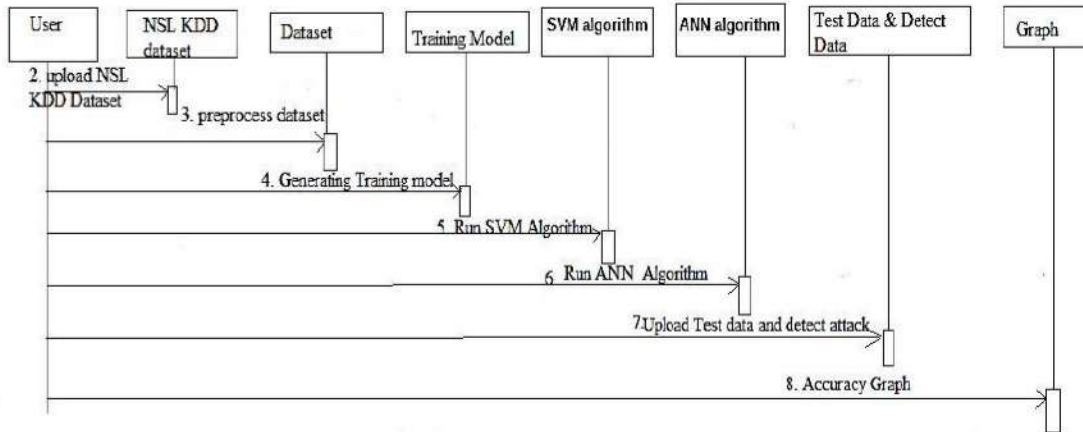 User
NSL KDD
dataset
Dataset
Training Model
SVM algorithm
ANN algorithm
Test Data & Detect
Data
Graph
2. upload NSL
KDD Dataset
3. preprocess dataset
4. Generating Training model
5. Run SVM Algorithm
6. Run ANN Algorithm
7.Upload Test data and detect attack
8. Accuracy Graph